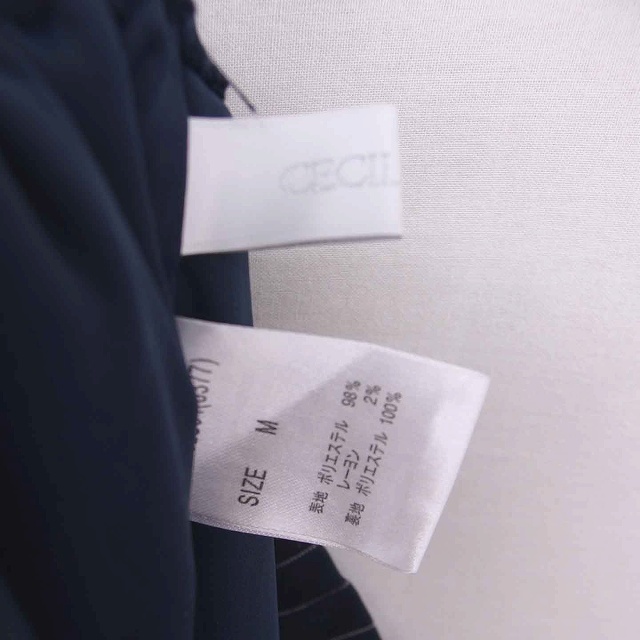 CECIL
(6377)
SIZE M
表地 ポリエステル 98%
レーヨン 2%
裏地 ポリエステル 100%